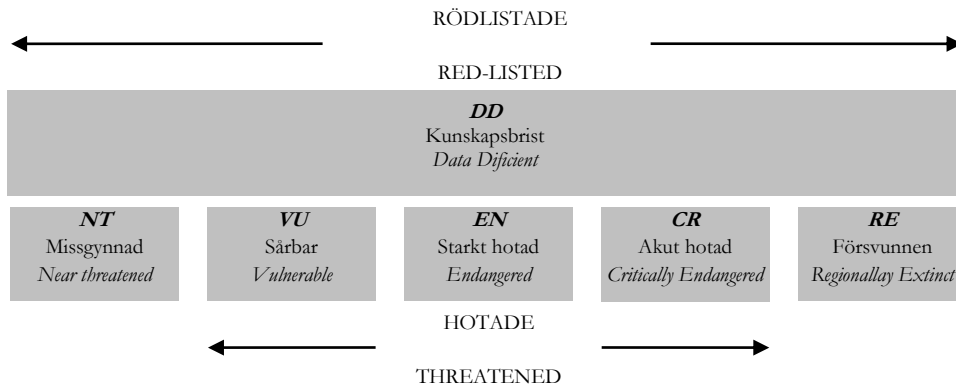 RÖDLISTADE
RED-LISTED
DD
Kunskapsbrist
Data Dificient
NT
Missgynnad
Near threatened
VU
Sårbar
Vulnerable
EN
Starkt hotad
Endangered
CR
Akut hotad
Critically Endangered
RE
Försvunnen
Regionallay Extinct
HOTADE
THREATENED